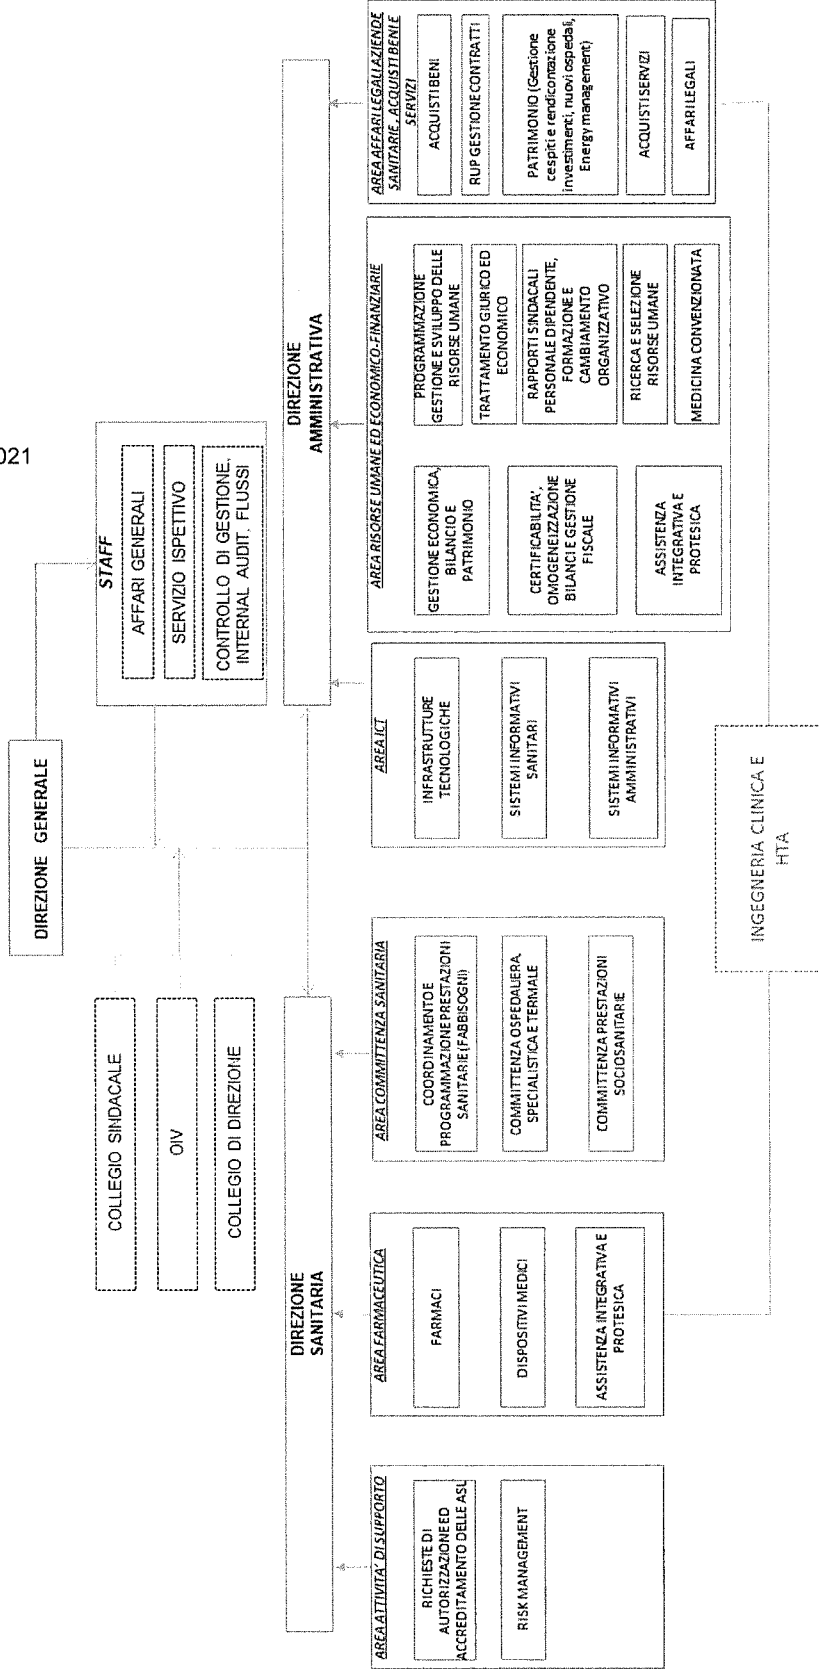 021
DIREZIONE GENERALE
COLLEGIO SINDACALE
OIV
COLLEGIO DI DIREZIONE
STAFF
AFFARI GENERALI
SERVIZIO ISPETTIVO
CONTROLLO DI GESTIONE,
INTERNAL AUDIT, FLUSSI
DIREZIONE
SANITARIA
DIREZIONE
AMMINISTRATIVA
AREA ATTIVITA' DI SUPPORTO
RICHIESTE DI
AUTORIZZAZIONE ED
ACCREDITAMENTO DELLE ASL
RISK MANAGEMENT
AREA FARMACEUTICA
FARMACI
DISPOSITIVI MEDICI
ASSISTENZA INTEGRATIVA E
PROTESICA
AREA COMMITTENZA SANITARIA
COORDINAMENTO E
PROGRAMMAZIONE PRESTAZIONI
SANITARIE (FABBISOGNI)
COMMITTENZA OSPEDALIERA,
SPECIALISTICA E TERMALE
COMMITTENZA PRESTAZIONI
SOCIOSANITARIE
AREA ICT
INFRASTRUTTURE
TECNOLOGICHE
SISTEMI INFORMATIVI
SANITARI
SISTEMI INFORMATIVI
AMMINISTRATIVI
AREA RISORSE UMANE ED ECONOMICO-FINANZIARIE
GESTIONE ECONOMICA,
BILANCIO E
PATRIMONIO
CERTIFICABILITA',
OMOGENEIZZAZIONE
BILANCI E GESTIONE
FISCALE
ASSISTENZA
INTEGRATIVA E
PROTESICA
PROGRAMMAZIONE
GESTIONE E SVILUPPO DELLE
RISORSE UMANE
TRATTAMENTO GIURICO ED
ECONOMICO
RAPPORTI SINDACALI
PERSONALE DIPENDENTE,
FORMAZIONE E
CAMBIAMENTO
ORGANIZZATIVO
RICERCA E SELEZIONE
RISORSE UMANE
MEDICINA CONVENZIONATA
AREA AFFARI LEGALI AZIENDE
SANITARIE, ACQUISTI BENI E
SERVIZI
ACQUISTI BENI
RUP GESTIONE CONTRATTI
PATRIMONIO (Gestione
cespiti e rendicontazione
investimenti, nuovi ospedali,
Energy management)
ACQUISTI SERVIZI
AFFARI LEGALI
INGEGNERIA CLINICA E
HTA